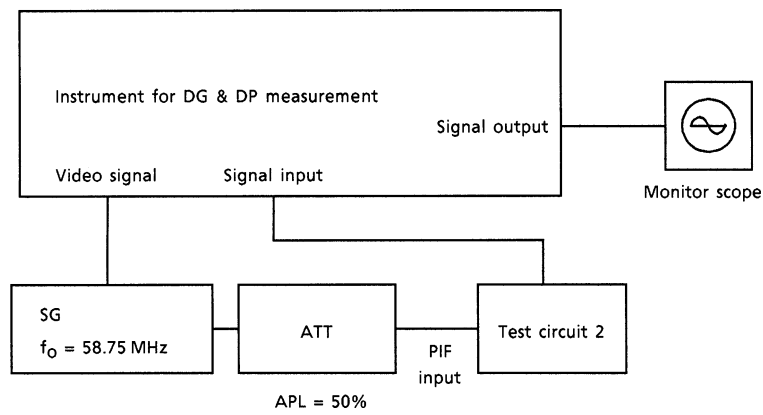 Instrument for DG & DP measurement
Signal output
Video signal
Signal input
Monitor scope
SG
fo = 58.75 MHz
ATT
PIF
input
Test circuit 2
APL = 50%